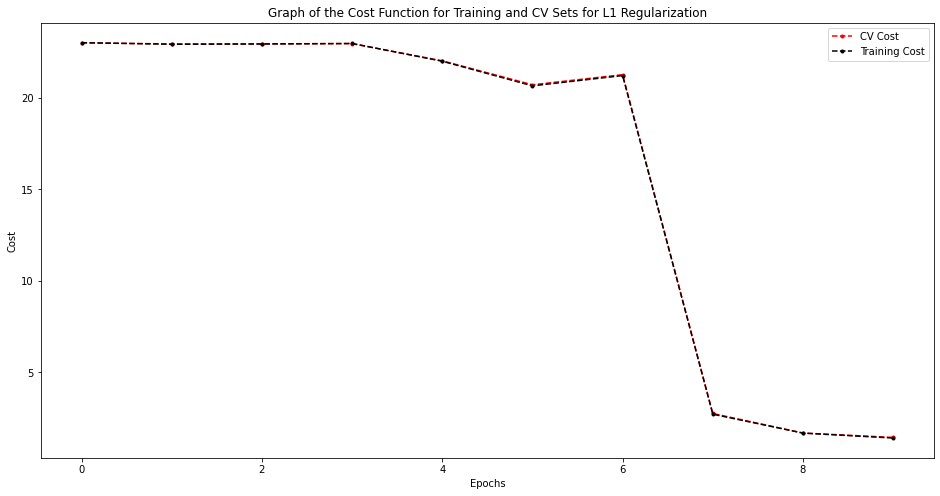 Graph of the Cost Function for Training and CV Sets for L1 Regularization
CV Cost
Training Cost
20
15
10
5
Cost
0 2 4 6 8
Epochs